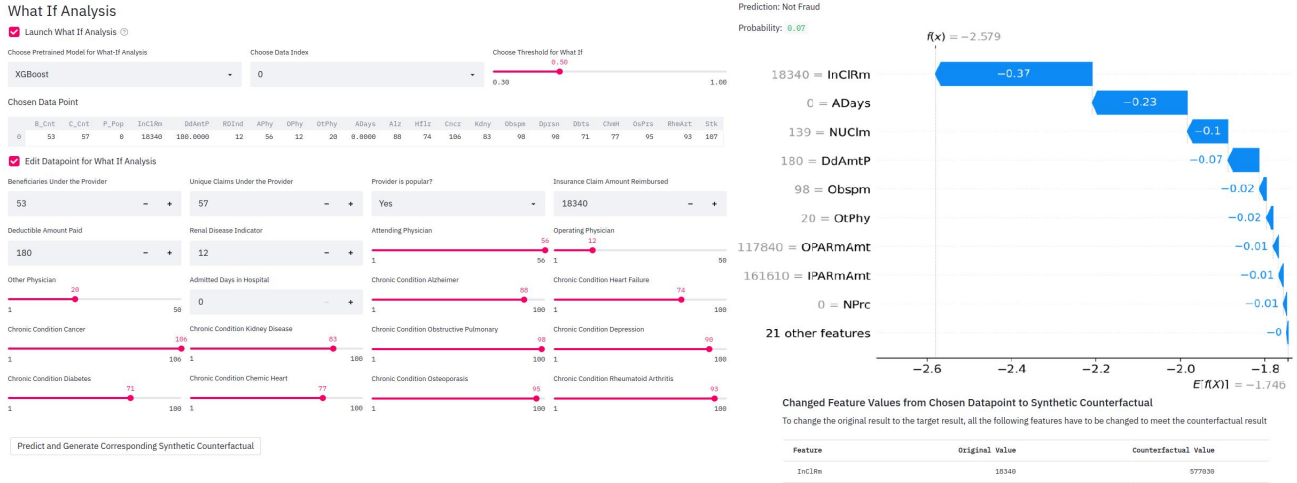 What If Analysis
Launch What If Analysis
Choose Pretrained Model for What-If Analysis
Choose Data Index
Choose Threshold for What If
XGBoost
0
0.50
0.30 1.00
Chosen Data Point
B_Cnt C_Cnt P_Pop InClRm DdAmtP RDInd APhy OPhy OtPhy ADays Alz Hflr Cncr Kdny Obspm Dprsn Dbts ChmH OsPrs RhmArt Stk
0 53 57 0 18340 180.0000 12 56 12 20 0.0000 88 74 106 83 98 90 71 77 95 93 107
Edit Datapoint for What If Analysis
Beneficiaries Under the Provider
Unique Claims Under the Provider
Provider is popular?
Insurance Claim Amount Reimbursed
53 - +
57 - +
Yes
18340 - +
Deductible Amount Paid
Renal Disease Indicator
Attending Physician
Operating Physician
180 - +
12 - +
56
1 56
12
1 50
Other Physician
Admitted Days in Hospital
Chronic Condition Alzheimer
Chronic Condition Heart Failure
20
1 50
0 - +
88
1 100
74
1 100
Chronic Condition Cancer
Chronic Condition Kidney Disease
Chronic Condition Obstructive Pulmonary
Chronic Condition Depression
106
1 106
83
1 100
98
1 100
90
1 100
Chronic Condition Diabetes
Chronic Condition Chemic Heart
Chronic Condition Osteoporasis
Chronic Condition Rheumatoid Arthritis
71
1 100
77
1 100
95
1 100
93
1 100
Predict and Generate Corresponding Synthetic Counterfactual
Prediction: Not Fraud
Probability: 0.07
f(x) = −2.579
18340 = InClRm −0.37
0 = ADays −0.23
139 = NUClm −0.1
180 = DdAmtP −0.07
98 = Obspm −0.02
20 = OtPhy −0.02
117840 = OPARmAmt −0.01
161610 = IPARmAmt −0.01
0 = NPrc −0.01
21 other features −0
−2.6 −2.4 −2.2 −2.0 −1.8
E[f(X)] = −1.746
Changed Feature Values from Chosen Datapoint to Synthetic Counterfactual
To change the original result to the target result, all the following features have to be changed to meet the counterfactual result
Feature Original Value Counterfactual Value
InClRm 18340 577030